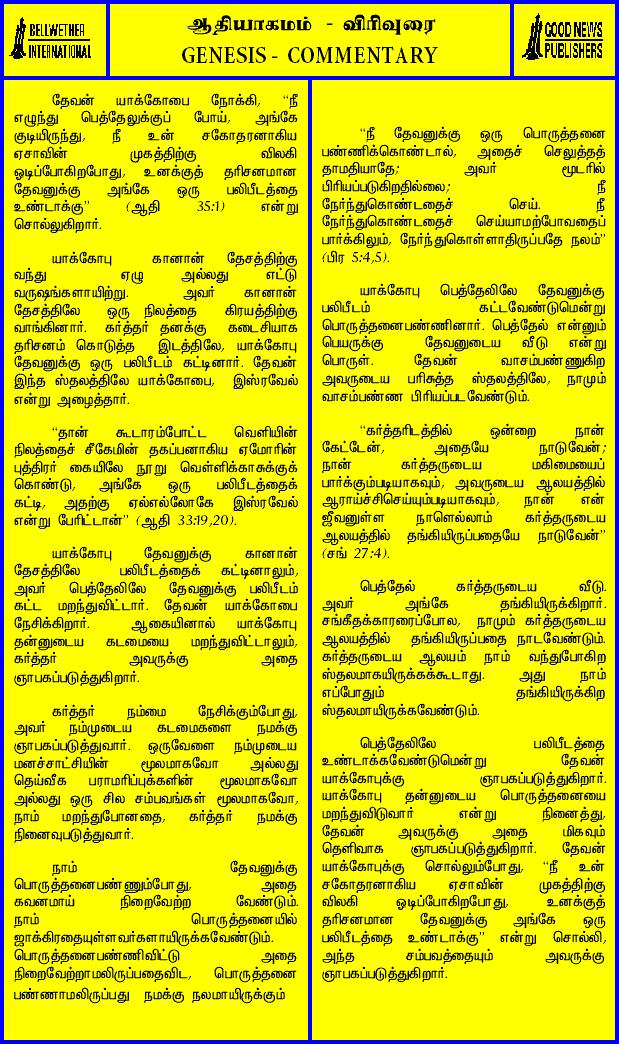 BELLWETHER
INTERNATIONAL
ஆதியாகமம் - விரிவுரை
GENESIS - COMMENTARY
GOOD NEWS
PUBLISHERS
தேவன் யாக்கோபை நோக்கி, “நீ
எழுந்து பெத்தேலுக்குப் போய், அங்கே
குடியிருந்து, நீ உன் சகோதரனாகிய
ஏசாவின் முகத்திற்கு விலகி
ஓடிப்போகிறபோது, உனக்குத் தரிசனமான
தேவனுக்கு அங்கே ஒரு பலிபீடத்தை
உண்டாக்கு” (ஆதி 35:1) என்று
சொல்லுகிறார்.
யாக்கோபு கானான் தேசத்திற்கு
வந்து ஏழு அல்லது எட்டு
வருஷங்களாயிற்று. அவர் கானான்
தேசத்திலே ஒரு நிலத்தை கிரயத்திற்கு
வாங்கினார். கர்த்தர் தனக்கு கடைசியாக
தரிசனம் கொடுத்த இடத்திலே, யாக்கோபு
தேவனுக்கு ஒரு பலிபீடம் கட்டினார். தேவன்
இந்த ஸ்தலத்திலே யாக்கோபை, இஸ்ரவேல்
என்று அழைத்தார்.
“தான் கூடாரம்போட்ட வெளியின்
நிலத்தைச் சீகேமின் தகப்பனாகிய ஏமோரின்
புத்திரர் கையிலே நூறு வெள்ளிக்காசுக்குக்
கொண்டு, அங்கே ஒரு பலிபீடத்தைக்
கட்டி, அதற்கு ஏல்எல்லோகே இஸ்ரவேல்
என்று பேரிட்டான்” (ஆதி 33:19,20).
யாக்கோபு தேவனுக்கு கானான்
தேசத்திலே பலிபீடத்தைக் கட்டினாலும்,
அவர் பெத்தேலிலே தேவனுக்கு பலிபீடம்
கட்ட மறந்துவிட்டார். தேவன் யாக்கோபை
நேசிக்கிறார். ஆகையினால் யாக்கோபு
தன்னுடைய கடமையை மறந்துவிட்டாலும்,
கர்த்தர் அவருக்கு அதை
ஞாபகப்படுத்துகிறார்.
கர்த்தர் நம்மை நேசிக்கும்போது,
அவர் நம்முடைய கடமைகளை நமக்கு
ஞாபகப்படுத்துவார். ஒருவேளை நம்முடைய
மனச்சாட்சியின் மூலமாகவோ அல்லது
தெய்வீக பராமரிப்புக்களின் மூலமாகவோ
அல்லது ஒரு சில சம்பவங்கள் மூலமாகவோ,
நாம் மறந்துபோனதை, கர்த்தர் நமக்கு
நினைவுபடுத்துவார்.
நாம் தேவனுக்கு
பொருத்தனைபண்ணும்போது, அதை
கவனமாய் நிறைவேற்ற வேண்டும்.
நாம் பொருத்தனையில்
ஜாக்கிரதையுள்ளவர்களாயிருக்கவேண்டும்.
பொருத்தனைபண்ணிவிட்டு அதை
நிறைவேற்றாமலிருப்பதைவிட, பொருத்தனை
பண்ணாமலிருப்பது நமக்கு நலமாயிருக்கும்
“நீ தேவனுக்கு ஒரு பொருத்தனை
பண்ணிக்கொண்டால், அதைச் செலுத்தத்
தாமதியாதே; அவர் மூடரில்
பிரியப்படுகிறதில்லை; நீ
நேர்ந்துகொண்டதைச் செய். நீ
நேர்ந்துகொண்டதைச் செய்யாமற்போவதைப்
பார்க்கிலும், நேர்ந்துகொள்ளாதிருப்பதே நலம்”
(பிர 5:4,5).
யாக்கோபு பெத்தேலிலே தேவனுக்கு
பலிபீடம் கட்டவேண்டுமென்று
பொருத்தனைபண்ணினார். பெத்தேல் என்னும்
பெயருக்கு தேவனுடைய வீடு என்று
பொருள். தேவன் வாசம்பண்ணுகிற
அவருடைய பரிசுத்த ஸ்தலத்திலே, நாமும்
வாசம்பண்ண பிரியப்படவேண்டும்.
“கர்த்தரிடத்தில் ஒன்றை நான்
கேட்டேன், அதையே நாடுவேன்;
நான் கர்த்தருடைய மகிமையைப்
பார்க்கும்படியாகவும், அவருடைய ஆலயத்தில்
ஆராய்ச்சிசெய்யும்படியாகவும், நான் என்
ஜீவனுள்ள நாளெல்லாம் கர்த்தருடைய
ஆலயத்தில் தங்கியிருப்பதையே நாடுவேன்”
(சங் 27:4).
பெத்தேல் கர்த்தருடைய வீடு.
அவர் அங்கே தங்கியிருக்கிறார்.
சங்கீதக்காரரைப்போல, நாமும் கர்த்தருடைய
ஆலயத்தில் தங்கியிருப்பதை நாடவேண்டும்.
கர்த்தருடைய ஆலயம் நாம் வந்துபோகிற
ஸ்தலமாகயிருக்கக்கூடாது. அது நாம்
எப்போதும் தங்கியிருக்கிற
ஸ்தலமாயிருக்கவேண்டும்.
பெத்தேலிலே பலிபீடத்தை
உண்டாக்கவேண்டுமென்று தேவன்
யாக்கோபுக்கு ஞாபகப்படுத்துகிறார்.
யாக்கோபு தன்னுடைய பொருத்தனையை
மறந்துவிடுவார் என்று நினைத்து,
தேவன் அவருக்கு அதை மிகவும்
தெளிவாக ஞாபகப்படுத்துகிறார். தேவன்
யாக்கோபுக்கு சொல்லும்போது, “நீ உன்
சகோதரனாகிய ஏசாவின் முகத்திற்கு
விலகி ஓடிப்போகிறபோது, உனக்குத்
தரிசனமான தேவனுக்கு அங்கே ஒரு
பலிபீடத்தை உண்டாக்கு” என்று சொல்லி,
அந்த சம்பவத்தையும் அவருக்கு
ஞாபகப்படுத்துகிறார்.